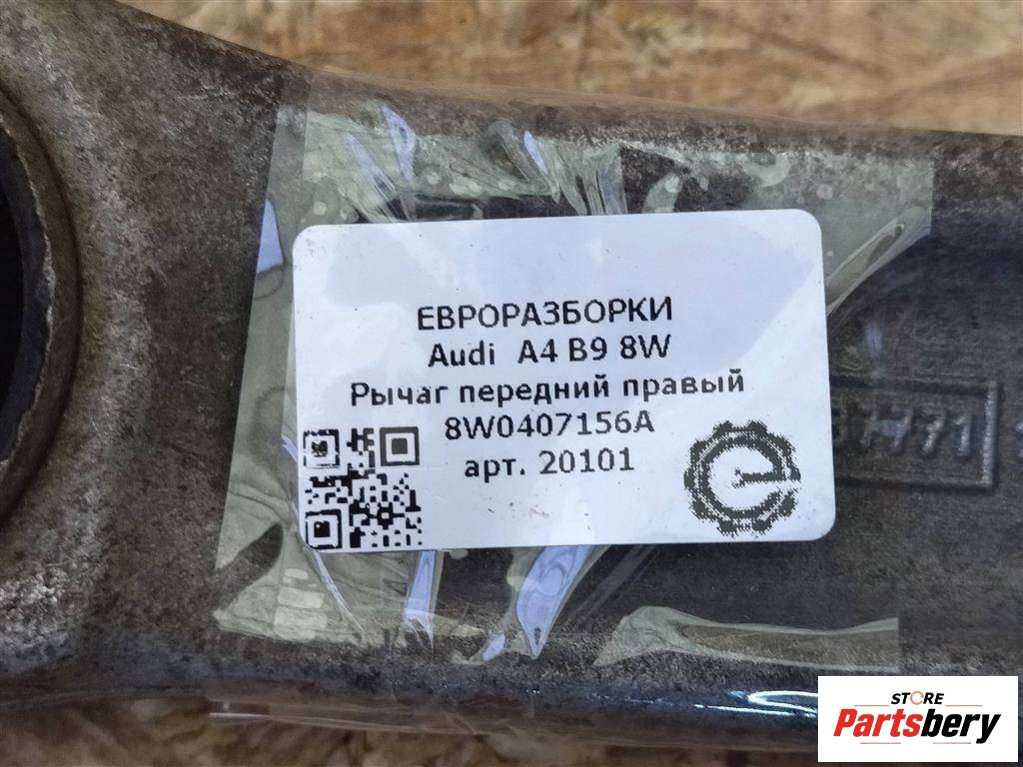 ЕВРОРАЗБОРКИ
Audi A4 B9 8W
Рычаг передний правый
8W0407156A
арт. 20101
STORE
Partsbery